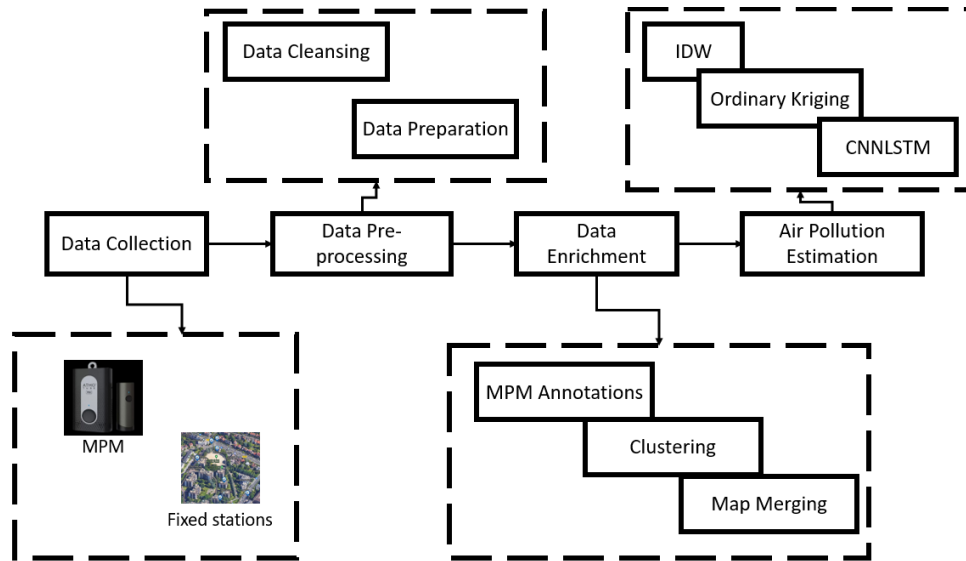 Data Cleansing
Data Preparation
IDW
Ordinary Kriging
CNNLSTM
Data Collection
Data Pre-
processing
Data
Enrichment
Air Pollution
Estimation
MPM
Fixed stations
MPM Annotations
Clustering
Map Merging